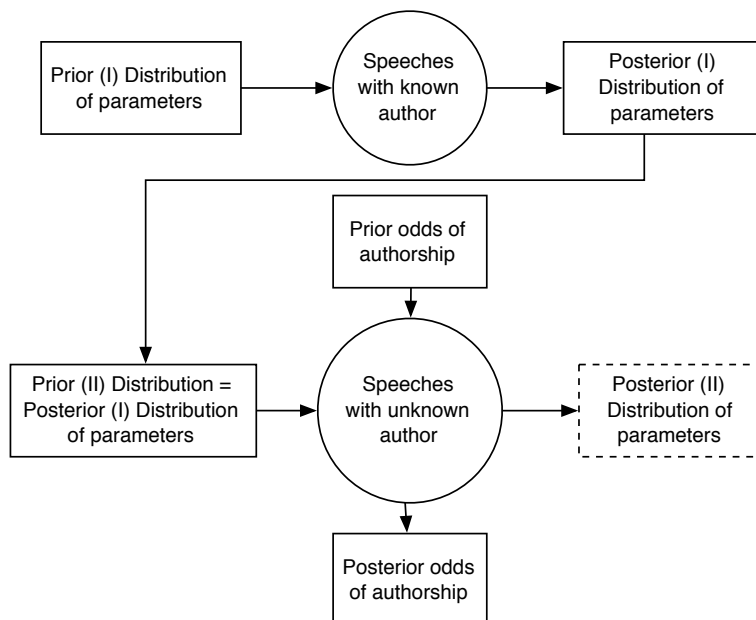 Prior (I) Distribution
of parameters
Speeches
with known
author
Posterior (I)
Distribution of
parameters
Prior odds of
authorship
Prior (II) Distribution =
Posterior (I) Distribution
of parameters
Speeches
with unknown
author
Posterior (II)
Distribution of
parameters
Posterior odds
of authorship